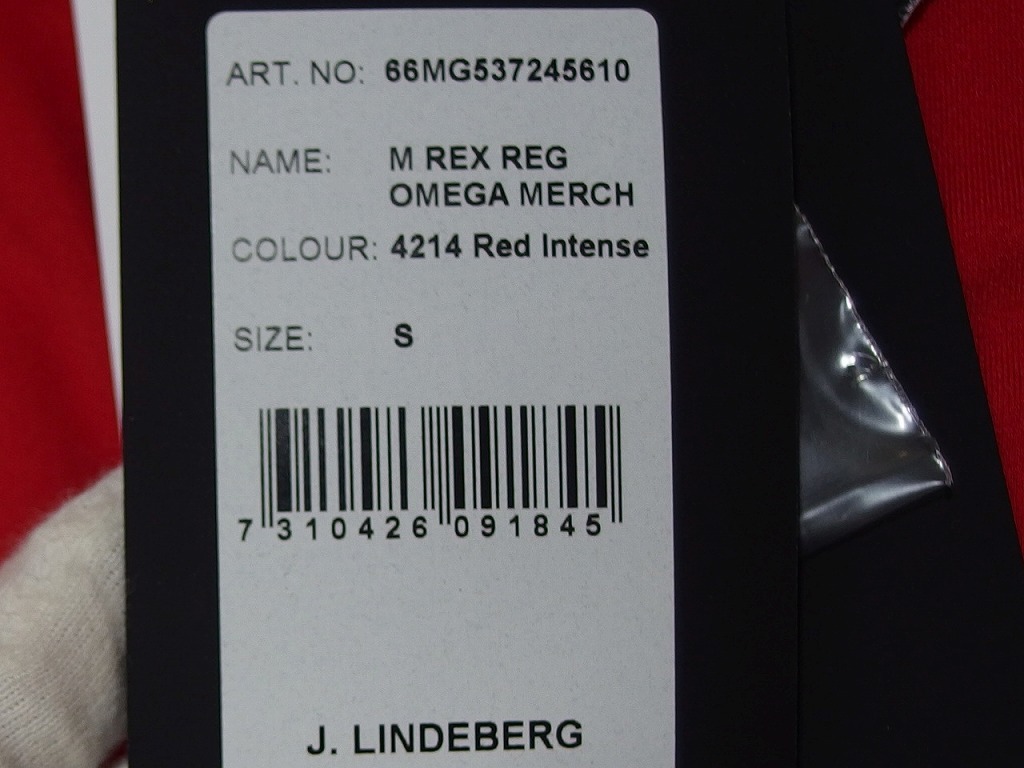 ART. NO: 66MG537245610
NAME: M REX REG
OMEGA MERCH
COLOUR: 4214 Red Intense
SIZE: S
7 310426 091845
J. LINDEBERG